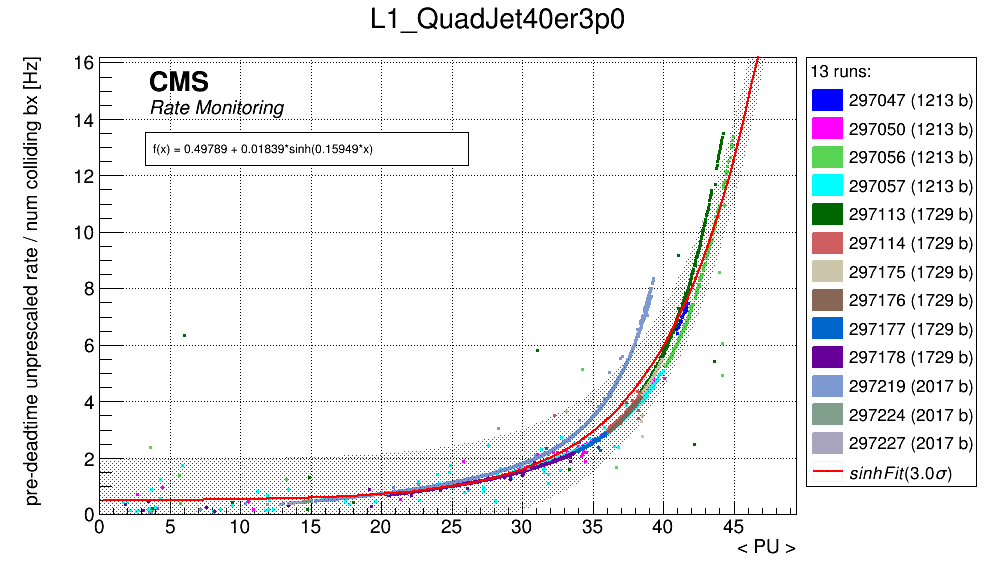 L1_QuadJet40er3p0
pre-deadtime unprescaled rate / num colliding bx [Hz]
CMS
Rate Monitoring
f(x) = 0.49789 + 0.01839*sinh(0.15949*x)
16
14
12
10
8
6
4
2
0
0 5 10 15 20 25 30 35 40 45
< PU >
13 runs:
297047 (1213 b)
297050 (1213 b)
297056 (1213 b)
297057 (1213 b)
297113 (1729 b)
297114 (1729 b)
297175 (1729 b)
297176 (1729 b)
297177 (1729 b)
297178 (1729 b)
297219 (2017 b)
297224 (2017 b)
297227 (2017 b)
sinhFit(3.0σ)